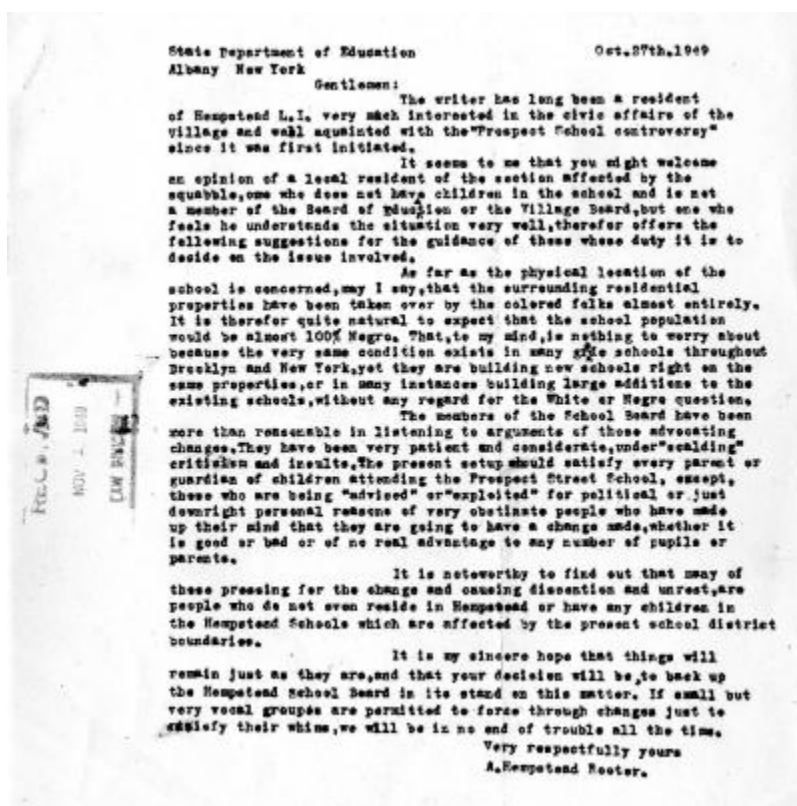 State Department of Education Oct.27th.1949
Albany New York
Gentlemen:
The writer has long been a resident
of Hempstead L.I. very much interested in the civic affairs of the
Village and well aquainted with the"Prospect School controversy"
since it was first initiated.
It seems to me that you might welcome
an opinion of a local resident of the section affected by the
squabble,one who does not have children in the school and is not
a member of the Board of Education or the Village Board,but one who
feels he understands the situation very well,therefor offers the
following suggestions for the guidance of those whose duty it is to
decide on the issue involved.
As far as the physical location of the
school is concerned,may I say,that the surrounding residential
properties have been taken over by the colored folks almost entirely.
It is therefor quite natural to expect that the school population
would be almost 100% Negro. That,to my mind,is nothing to worry about
because the very same condition exists in many schools throughout
Brooklyn and New York,yet they are building new schools right on the
same properties,or in many instances building large additions to the
existing schools,without any regard for the White or Negro question.
The members of the School Board have been
more than reasonable in listening to arguments of those advocating
changes.They have been very patient and considerate,under"scalding"
criticism and insults.The present setup should satisfy every parent or
guardian of children attending the Prospect Street School, except,
those who are being "advised" or"exploited" for political or just
downright personal reasons of very obstinate people who have made
up their mind that they are going to have a change made,whether it
is good or bad or of no real advantage to any number of pupils or
parents.
It is noteworthy to find out that many of
those pressing for the change and causing dissention and unrest,are
people who do not even reside in Hempstead or have any children in
the Hempstead Schools which are affected by the present school district
boundaries.
It is my sincere hope that things will
remain just as they are,and that your decision will be,to back up
the Hempstead School Board in its stand on this matter. If small but
very vocal groups are permitted to force through changes just to
satisfy their whims,we will be in no end of trouble all the time.
Very respectfully yours
A.Hempstead Rooter.
REC'D.
NOV 1949
LAW DIVISION